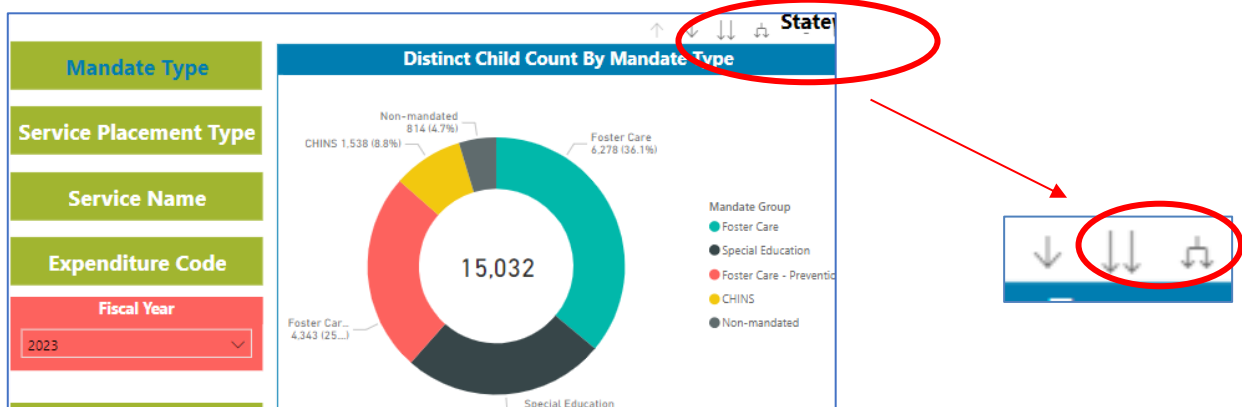 State
Mandate Type
Distinct Child Count By Mandate Type
Service Placement Type
Service Name
Expenditure Code
Fiscal Year
2023
Non-mandated
814 (4.7%)
CHINS 1,538 (8.8%)
Foster Care
6,278 (36.1%)
15,032
Foster Car...
4,343 (25...)
Special Education
Mandate Group
Foster Care
Special Education
Foster Care - Preventio
CHINS
Non-mandated